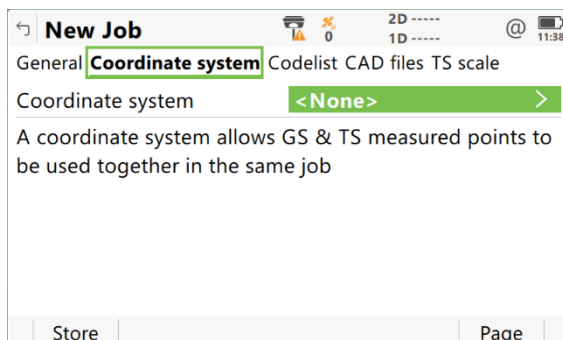 New Job
0
2D -----
1D -----
@
11:38
General Coordinate system Codelist CAD files TS scale
Coordinate system <None>
A coordinate system allows GS & TS measured points to
be used together in the same job
Store Page